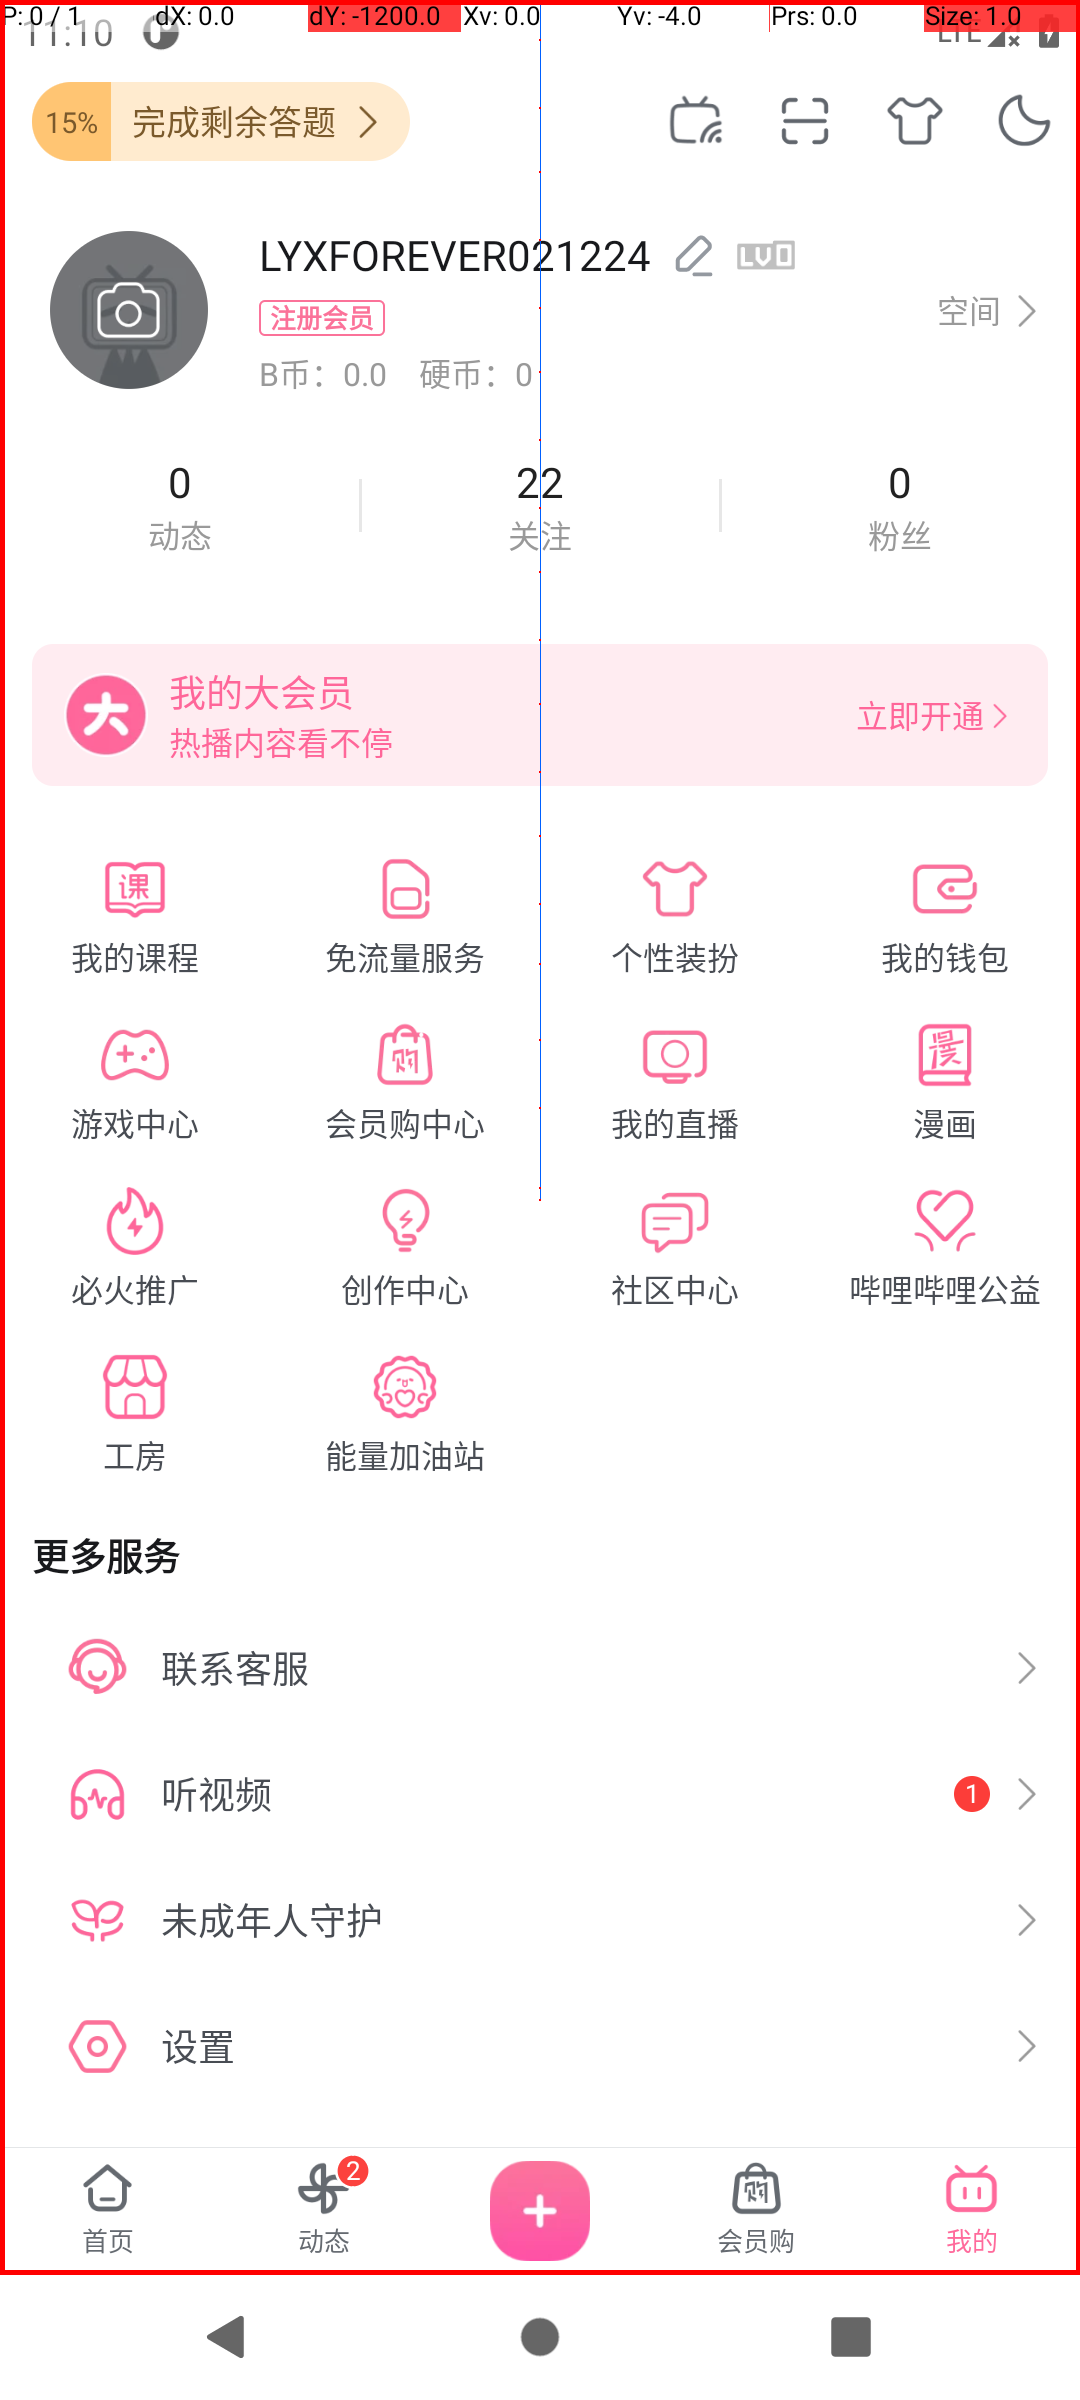 P: 0 / 1 dX: 0.0 dY: -1200.0 Xv: 0.0 Yv: -4.0 Prs: 0.0 Size: 1.0
11:10 LTE
15% 完成剩余答题
LYXFOREVER021224 LV0
注册会员
空间
B币：0.0 硬币：0
0 22 0
动态 关注 粉丝
大 我的大会员
热播内容看不停
立即开通
课
我的课程 免流量服务 个性装扮 我的钱包
购 漫
游戏中心 会员购中心 我的直播 漫画
必火推广 创作中心 社区中心 哔哩哔哩公益
工房 能量加油站
更多服务
联系客服
听视频 1
未成年人守护
设置
2 购
首页 动态 会员购 我的